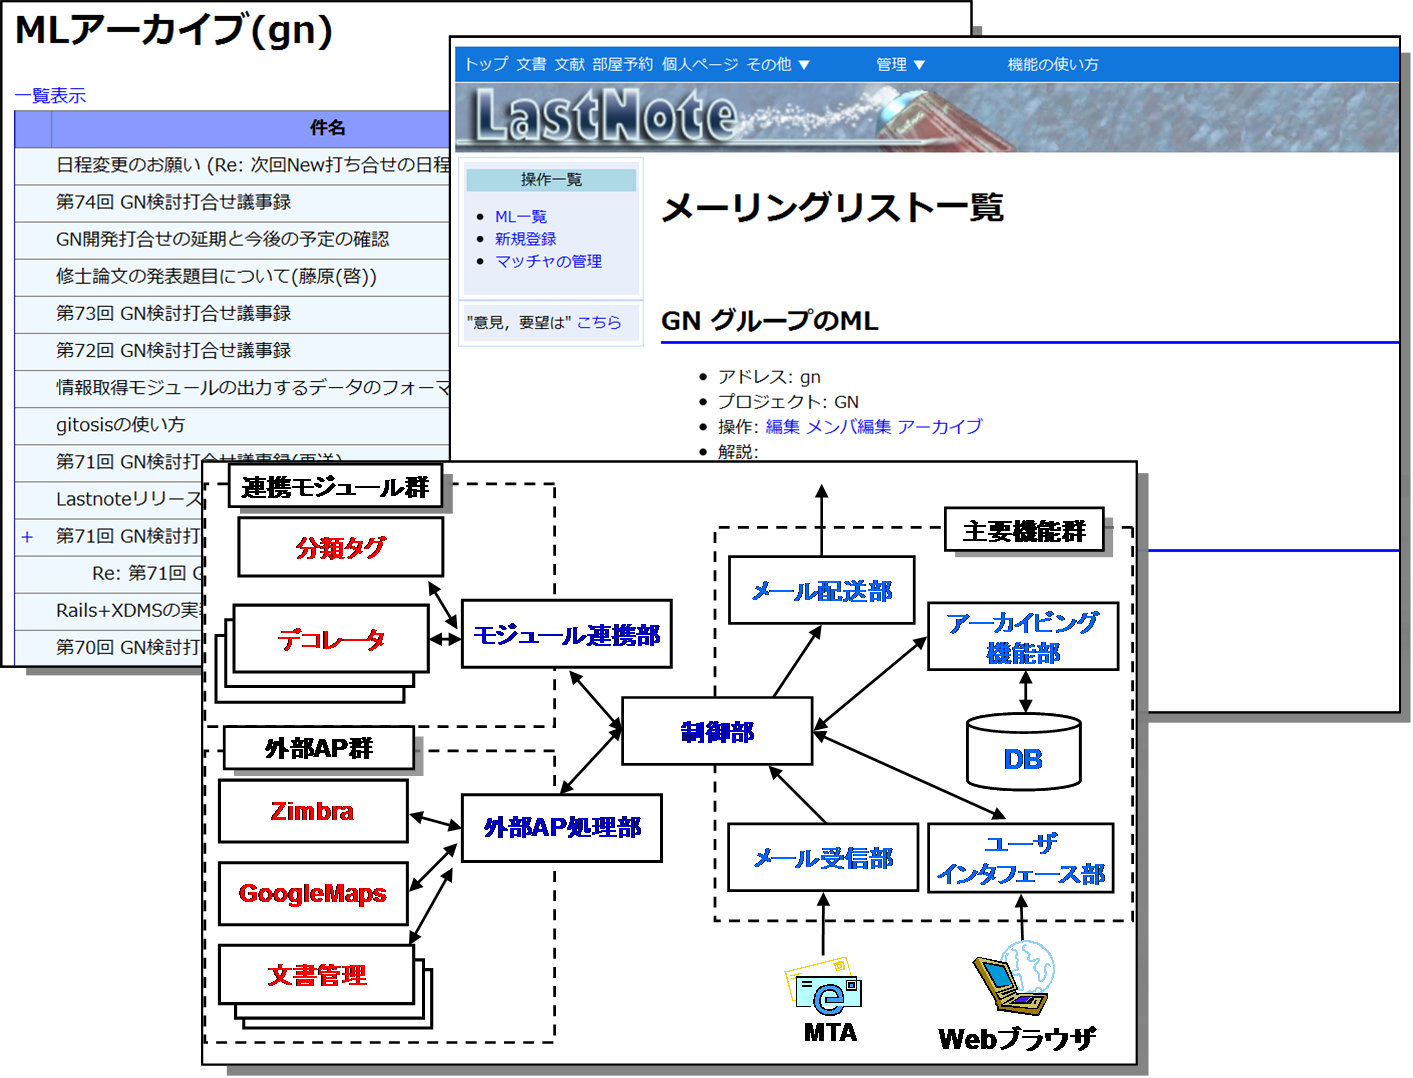 MLアーカイブ(gn)
一覧表示
件名
日程変更のお願い (Re: 次回New打ち合せの日程
第74回 GN検討打合せ議事録
GN開発打合せの延期と今後の予定の確認
修士論文の発表題目について(藤原(啓))
第73回 GN検討打合せ議事録
第72回 GN検討打合せ議事録
情報取得モジュールの出力するデータのフォーマ
gitosisの使い方
第71回 GN検討打合せ議事録(再送)
Lastnoteリリース
+ 第71回 GN検討打
Re: 第71回 G
Rails+XDMSの実
第70回 GN検討打
トップ 文書 文献 部屋予約 個人ページ その他 ▼ 管理 ▼ 機能の使い方
LastNote
操作一覧
ML一覧
新規登録
マッチャの管理
"意見，要望は" こちら
メーリングリスト一覧
GN グループのML
アドレス: gn
プロジェクト: GN
操作: 編集 メンバ編集 アーカイブ
解説:
連携モジュール群
分類タグ
デコレータ
モジュール連携部
外部AP群
Zimbra
GoogleMaps
文書管理
外部AP処理部
制御部
主要機能群
メール配送部
アーカイビング
機能部
DB
メール受信部
ユーザ
インタフェース部
MTA
Webブラウザ